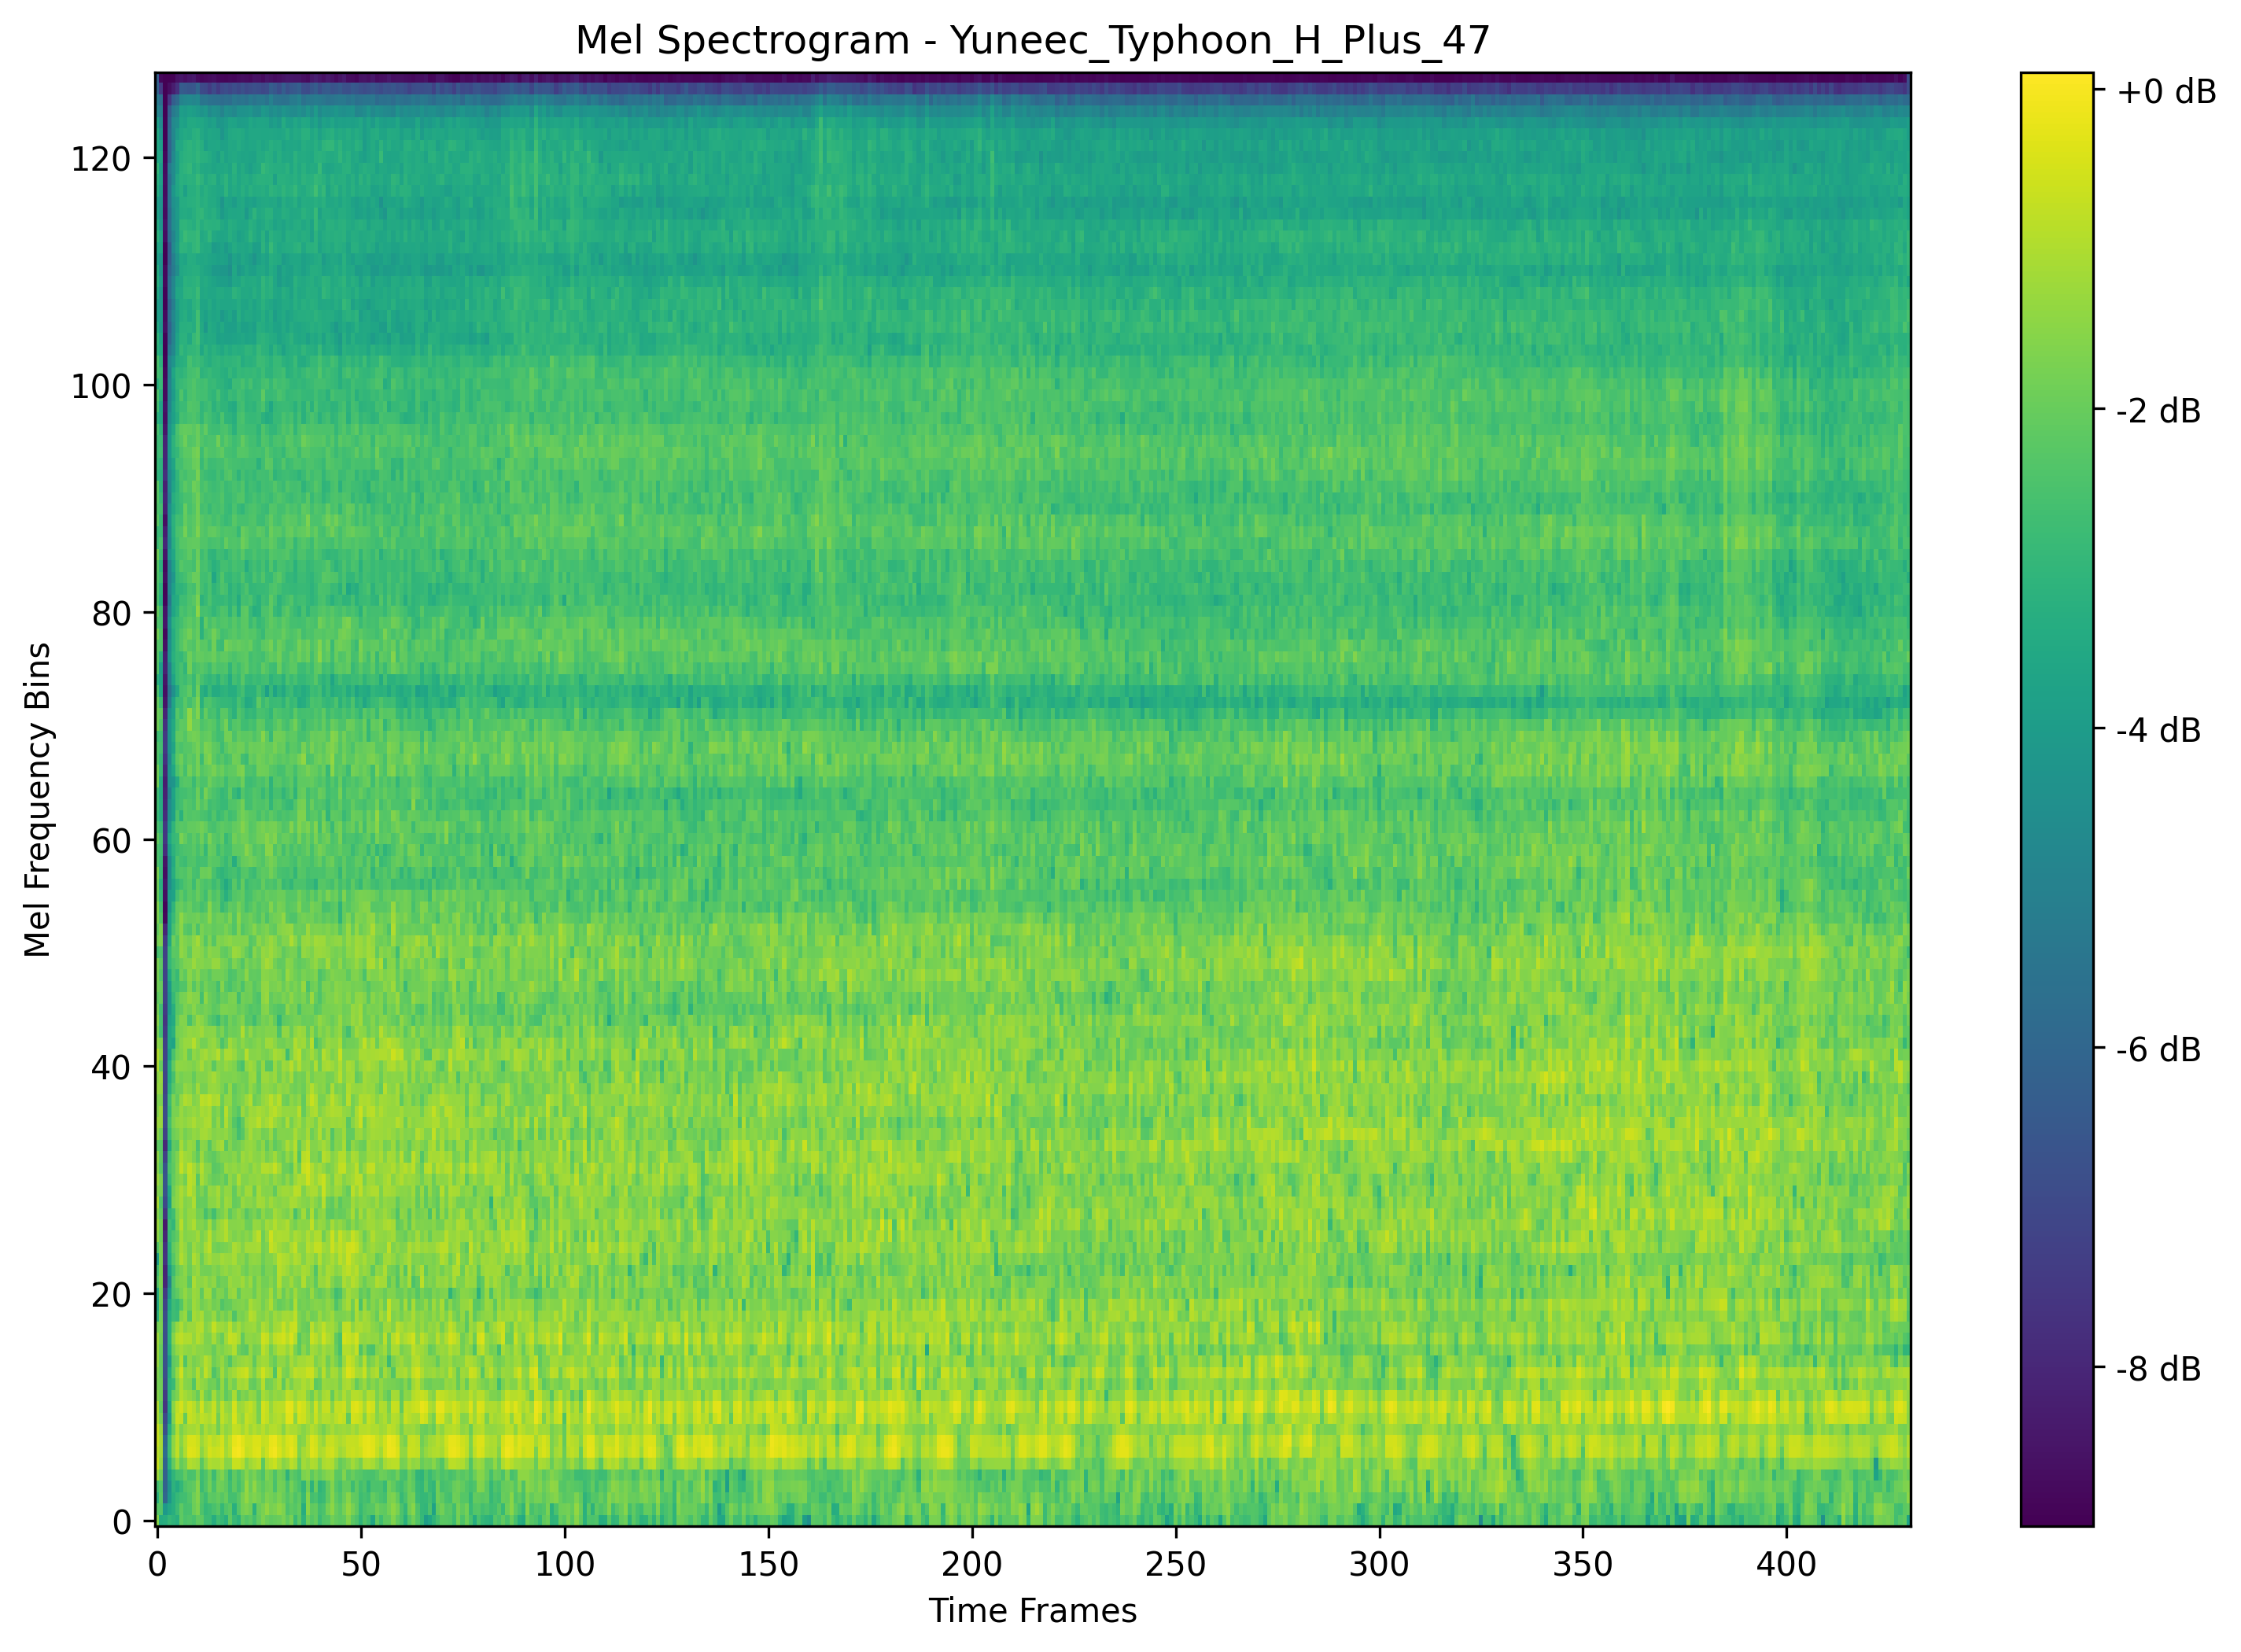 Mel Spectrogram - Yuneec_Typhoon_H_Plus_47
Mel Frequency Bins
120
100
80
60
40
20
0
0 50 100 150 200 250 300 350 400
Time Frames
+0 dB
-2 dB
-4 dB
-6 dB
-8 dB